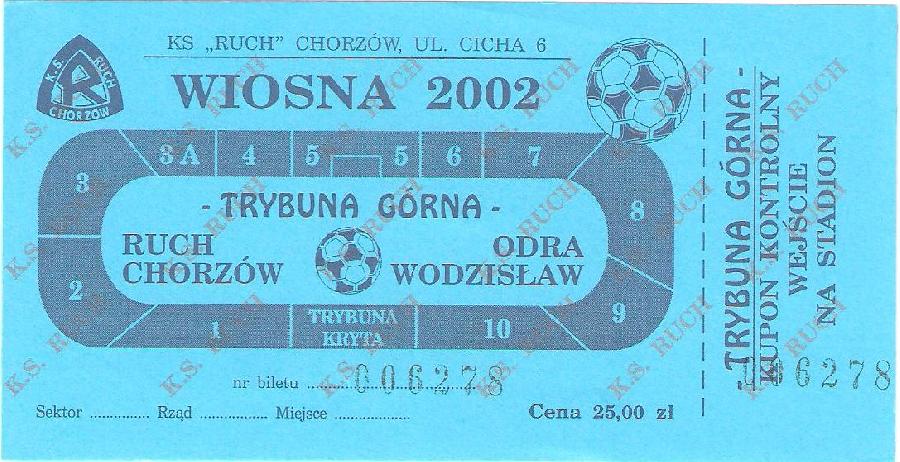 KS „RUCH” CHORZÓW, UL. CICHA 6
K.S. RUCH
CHORZÓW
R
WIOSNA 2002
3 A 4 5 5 6 7
3 8
- TRYBUNA GÓRNA -
RUCH CHORZÓW
ODRA WODZISŁAW
2 9
1 TRYBUNA KRYTA 10
nr biletu .......... 006278
Sektor ............ Rząd .............. Miejsce ...............
Cena 25,00 zł
- TRYBUNA GÓRNA -
KUPON KONTROLNY
WEJŚCIE
NA STADION
006278
K.S. RUCH